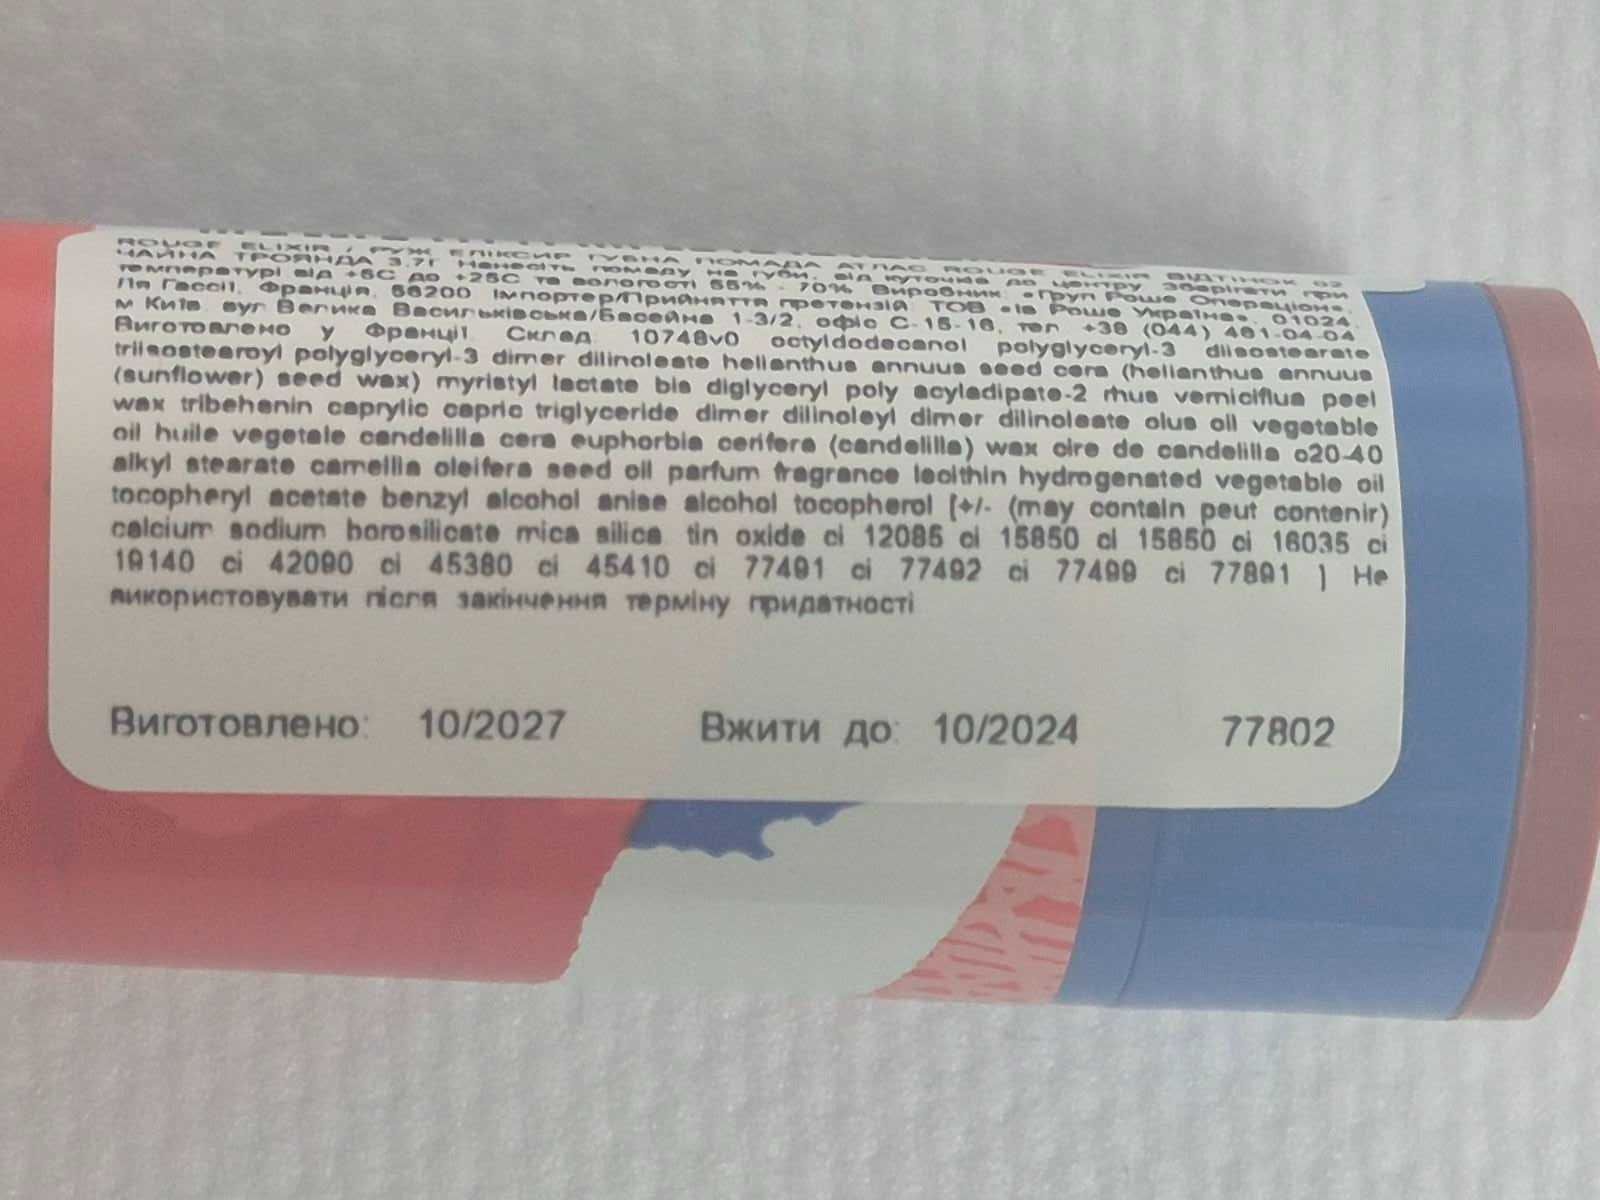 ROUGE ELIXIR / РУЖ ЕЛІКСИР ГУБНА ПОМАДА АТЛАС ROUGE ELIXIR ВІДТІНОК 62
ЧАЙНА ТРОЯНДА 3,7г Нанесіть помаду на губи, від куточків до центру Зберігати при
температурі від +5С до +25С та вологості 55% - 70% Виробник: «Груп Роше Операціон»,
Ля Гассіі, Франція, 56200 Імпортер/Прийняття претензій: ТОВ «Ів Роше Україна», 01024,
м Київ, вул Велика Васильківська/Басейна 1-3/2, офіс С-15-16, тел +38 (044) 461-04-04
Виготовлено у Франції Склад: 10748v0 octyldodecanol polyglyceryl-3 diisostearate
triisostearoyl polyglyceryl-3 dimer dilinoleate helianthus annuus seed cera (helianthus annuus
(sunflower) seed wax) myristyl lactate bis diglyceryl poly acyladipate-2 rhus verniciflua peel
wax tribehenin caprylic capric triglyceride dimer dilinoleyl dimer dilinoleate olus oil vegetable
oil huile vegetale candelilla cera euphorbia cerifera (candelilla) wax cire de candelilla c20-40
alkyl stearate camellia oleifera seed oil parfum fragrance lecithin hydrogenated vegetable oil
tocopheryl acetate benzyl alcohol anise alcohol tocopherol [+/- (may contain peut contenir)
calcium sodium borosilicate mica silica tin oxide ci 12085 ci 15850 ci 15850 ci 16035 ci
19140 ci 42090 ci 45380 ci 45410 ci 77491 ci 77492 ci 77499 ci 77891 ] Не
використовувати після закінчення терміну придатності
Виготовлено: 10/2027 Вжити до: 10/2024 77802